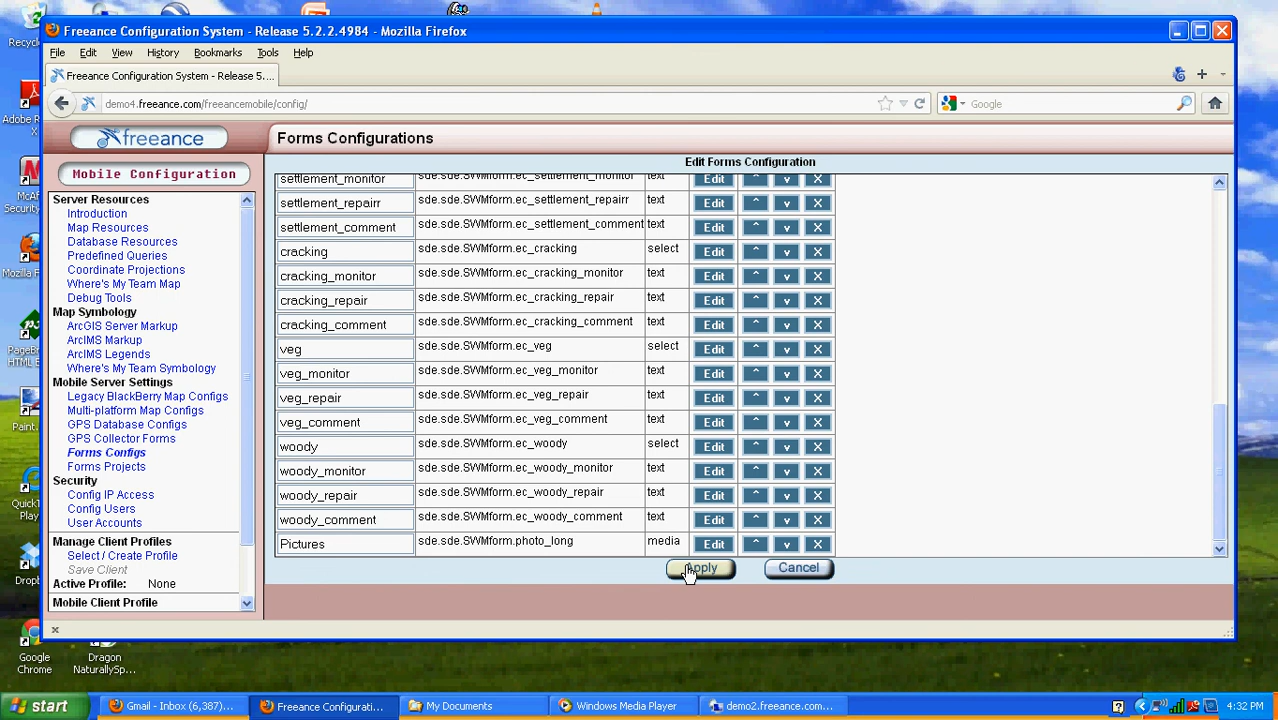 Recycle
Freeance Configuration System - Release 5.2.2.4984 - Mozilla Firefox
File Edit View History Bookmarks Tools Help
Freeance Configuration System - Release 5....
demo4.freeance.com/freeancemobile/config/
Google
freeance
Forms Configurations
Mobile Configuration
Server Resources
Introduction
Map Resources
Database Resources
Predefined Queries
Coordinate Projections
Where's My Team Map
Debug Tools
Map Symbology
ArcGIS Server Markup
ArcIMS Markup
ArcIMS Legends
Where's My Team Symbology
Mobile Server Settings
Legacy BlackBerry Map Configs
Multi-platform Map Configs
GPS Database Configs
GPS Collector Forms
Forms Configs
Forms Projects
Security
Config IP Access
Config Users
User Accounts
Manage Client Profiles
Select / Create Profile
Save Client
Active Profile: None
Mobile Client Profile
Edit Forms Configuration
settlement_monitor sde.sde.SWMform.ec_settlement_monitor text Edit ^ v X
settlement_repairr sde.sde.SWMform.ec_settlement_repairr text Edit ^ v X
settlement_comment sde.sde.SWMform.ec_settlement_comment text Edit ^ v X
cracking sde.sde.SWMform.ec_cracking select Edit ^ v X
cracking_monitor sde.sde.SWMform.ec_cracking_monitor text Edit ^ v X
cracking_repair sde.sde.SWMform.ec_cracking_repair text Edit ^ v X
cracking_comment sde.sde.SWMform.ec_cracking_comment text Edit ^ v X
veg sde.sde.SWMform.ec_veg select Edit ^ v X
veg_monitor sde.sde.SWMform.ec_veg_monitor text Edit ^ v X
veg_repair sde.sde.SWMform.ec_veg_repair text Edit ^ v X
veg_comment sde.sde.SWMform.ec_veg_comment text Edit ^ v X
woody sde.sde.SWMform.ec_woody select Edit ^ v X
woody_monitor sde.sde.SWMform.ec_woody_monitor text Edit ^ v X
woody_repair sde.sde.SWMform.ec_woody_repair text Edit ^ v X
woody_comment sde.sde.SWMform.ec_woody_comment text Edit ^ v X
Pictures sde.sde.SWMform.photo_long media Edit ^ v X
Apply Cancel
x
Google
Chrome
Dragon
NaturallySp...
start
Gmail - Inbox (6,387)...
Freeance Configurati...
My Documents
Windows Media Player
demo2.freeance.com...
4:32 PM